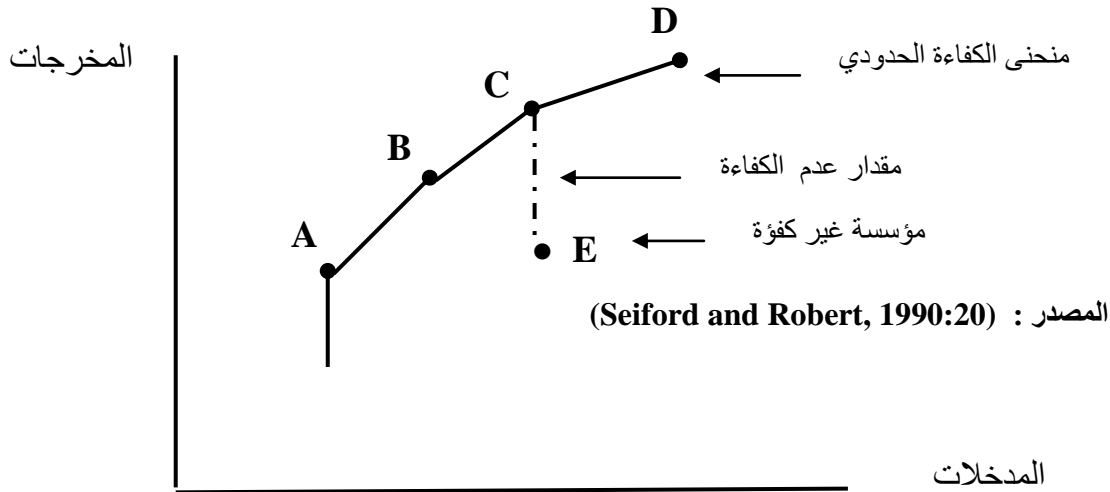 D
المخرجات
منحنى الكفاءة الحدودي
C
B
مقدار عدم الكفاءة
A
مؤسسة غير كفؤة
E
المصدر : (Seiford and Robert, 1990:20)
المدخلات